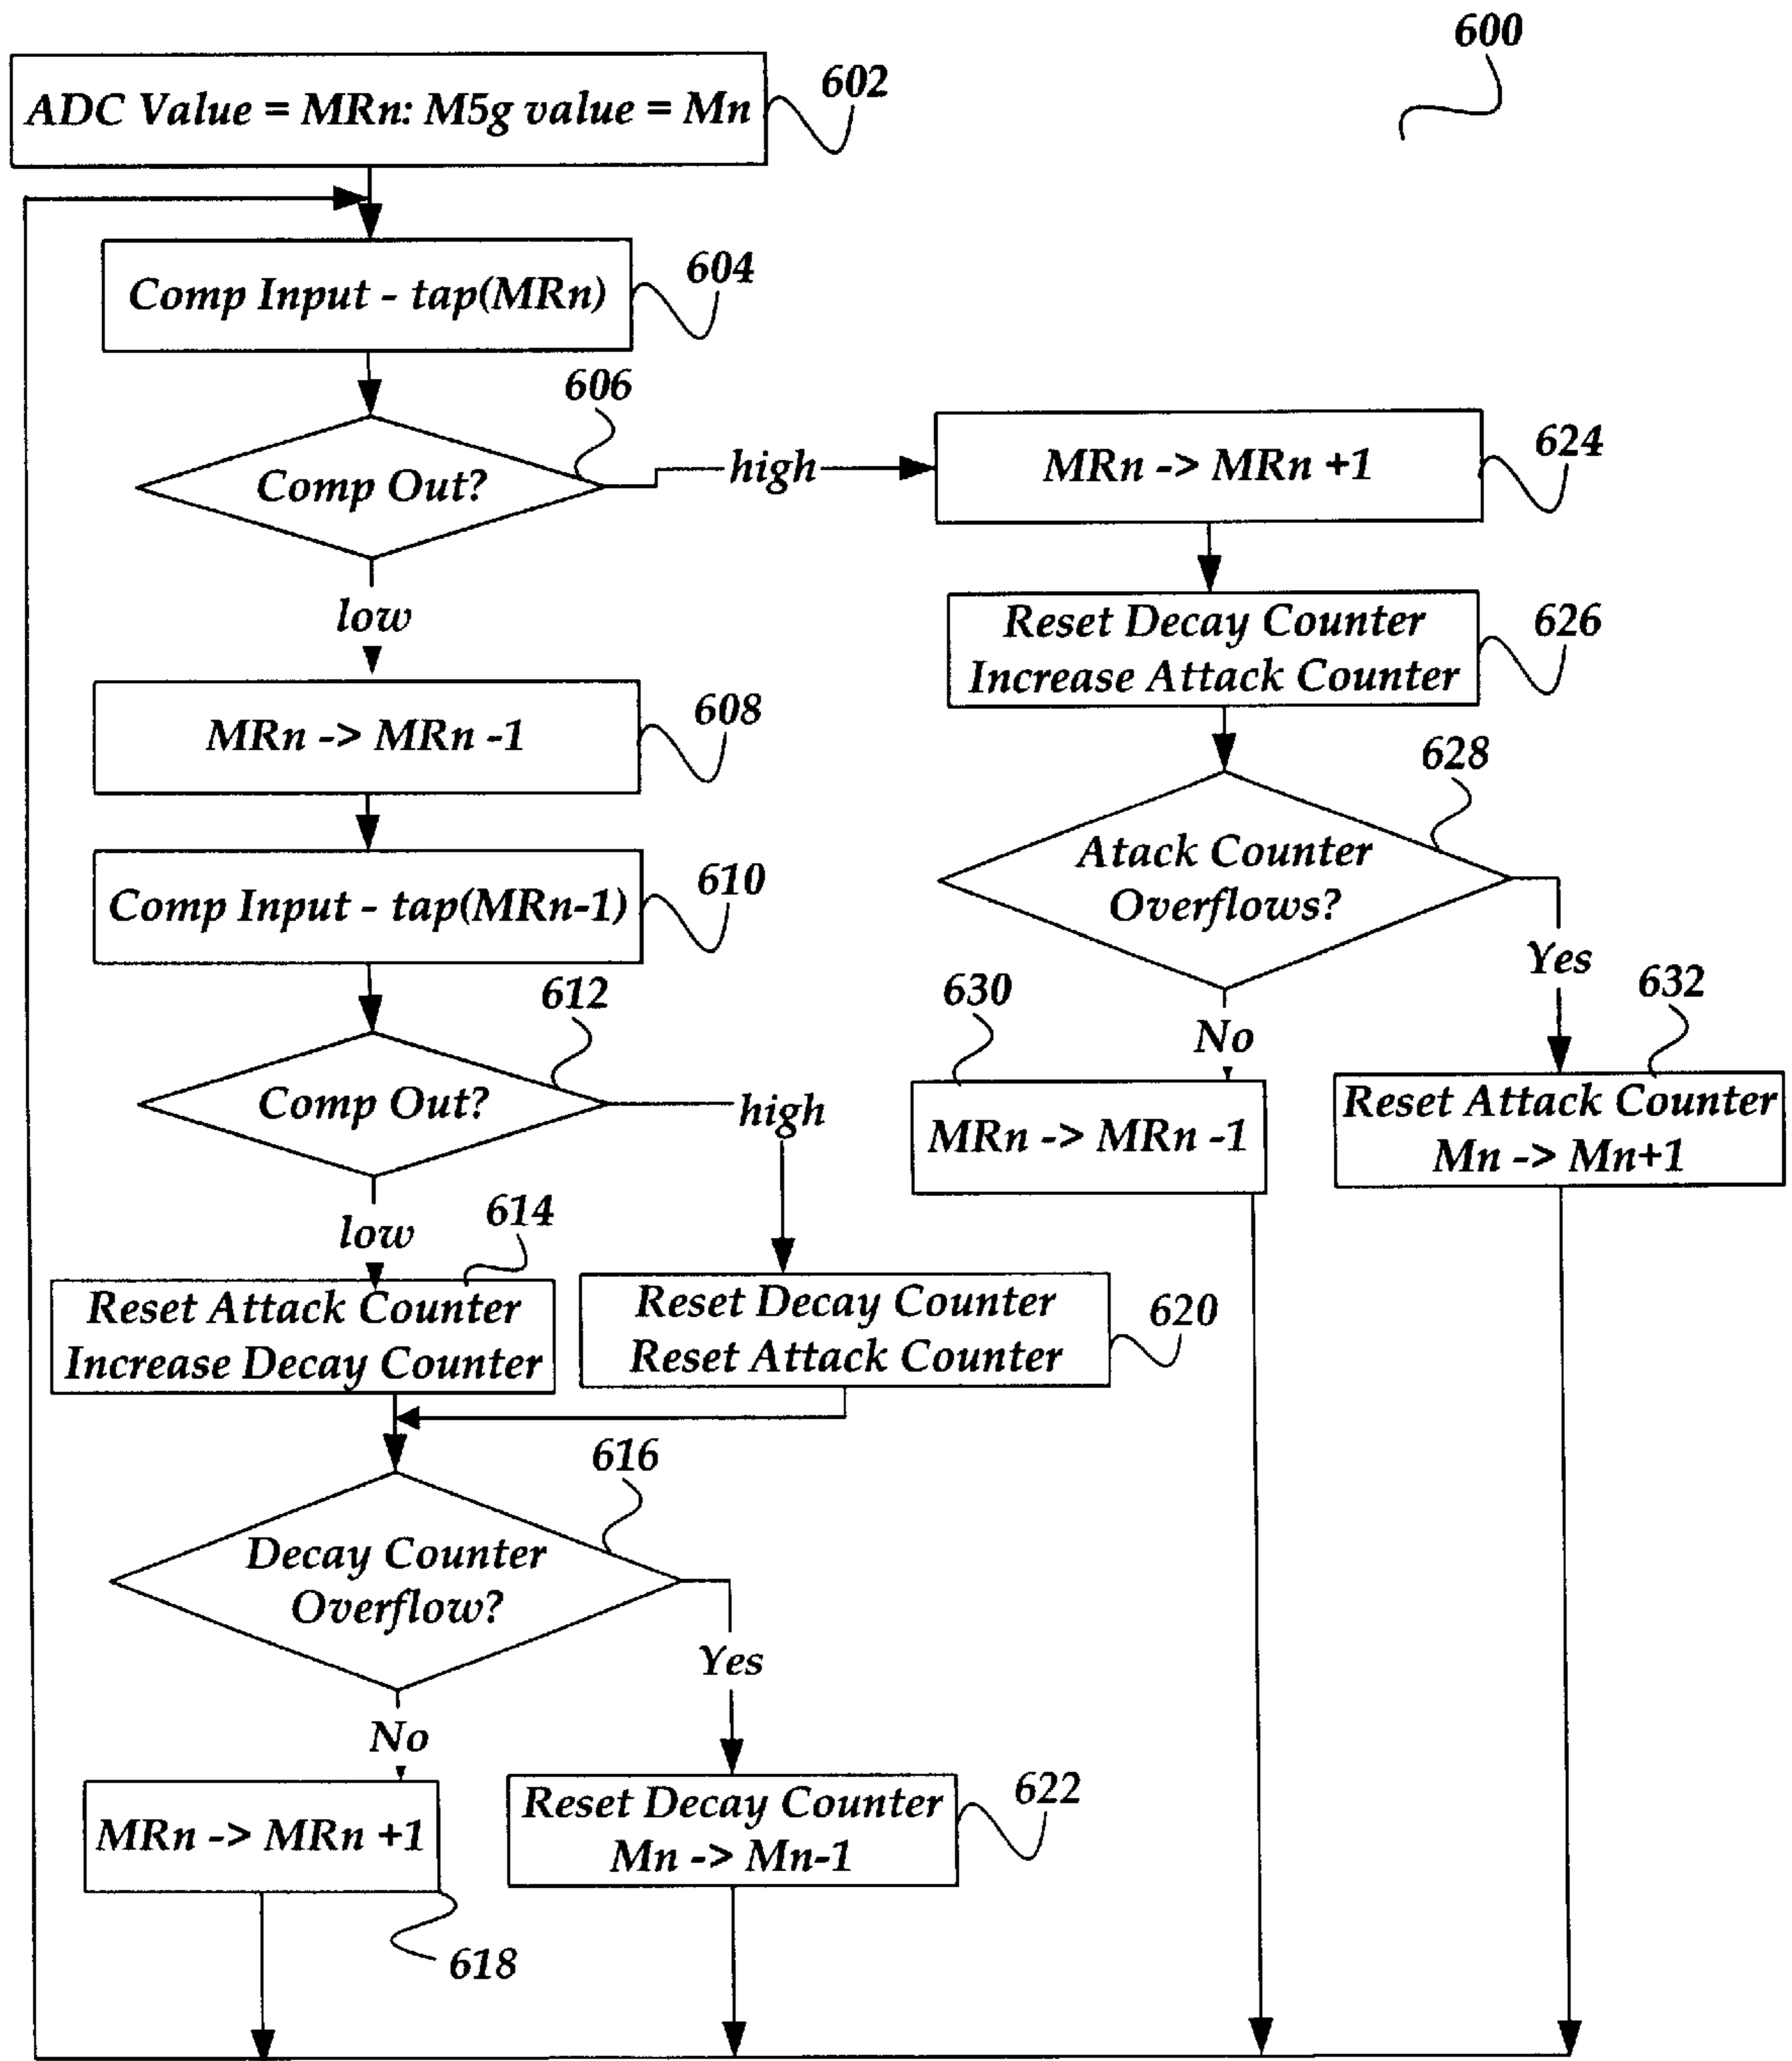 600
ADC Value = MRn: M5g value = Mn
602
Comp Input - tap(MRn)
604
Comp Out?
606
high
low
MRn -> MRn +1
624
Reset Decay Counter
Increase Attack Counter
626
MRn -> MRn -1
608
Comp Input - tap(MRn-1)
610
Atack Counter
Overflows?
628
Yes
No
Comp Out?
612
high
low
630
MRn -> MRn -1
632
Reset Attack Counter
Mn -> Mn+1
614
Reset Attack Counter
Increase Decay Counter
Reset Decay Counter
Reset Attack Counter
620
616
Decay Counter
Overflow?
Yes
No
MRn -> MRn +1
618
Reset Decay Counter
Mn -> Mn-1
622